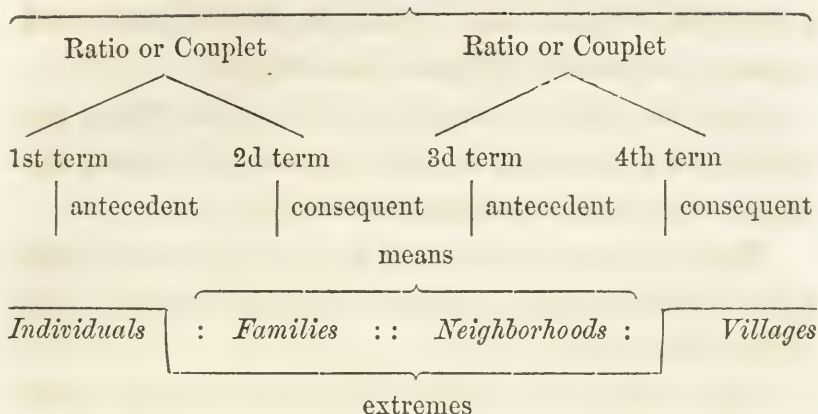 Ratio or Couplet Ratio or Couplet
1st term 2d term 3d term 4th term
antecedent consequent antecedent consequent
means
Individuals : Families :: Neighborhoods : Villages
extremes